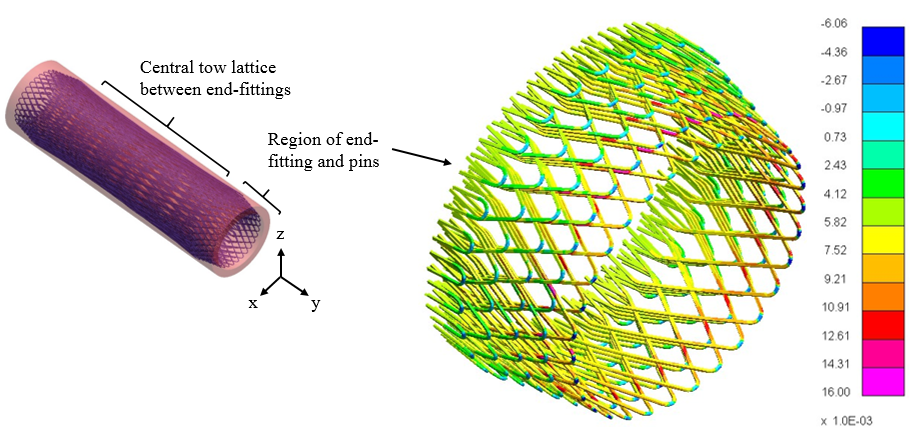 Central tow lattice
between end-fittings
Region of end-
fitting and pins
z
x
y
-6.06
-4.36
-2.67
-0.97
0.73
2.43
4.12
5.82
7.52
9.21
10.91
12.61
14.31
16.00
x 1.0E-03